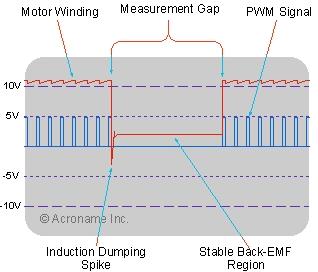 Motor Winding
Measurement Gap
PWM Signal
10V
5V
0
-5V
-10V
© Acroname Inc.
Induction Dumping
Spike
Stable Back-EMF
Region